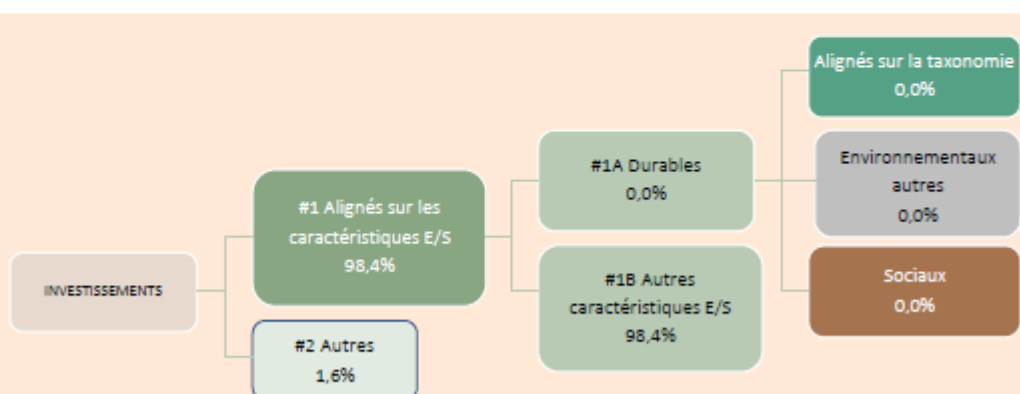 INVESTISSEMENTS
#1 Alignés sur les
caractéristiques E/S
98,4%
#2 Autres
1,6%
#1A Durables
0,0%
#1B Autres
caractéristiques E/S
98,4%
Alignés sur la taxonomie
0,0%
Environnementaux
autres
0,0%
Sociaux
0,0%